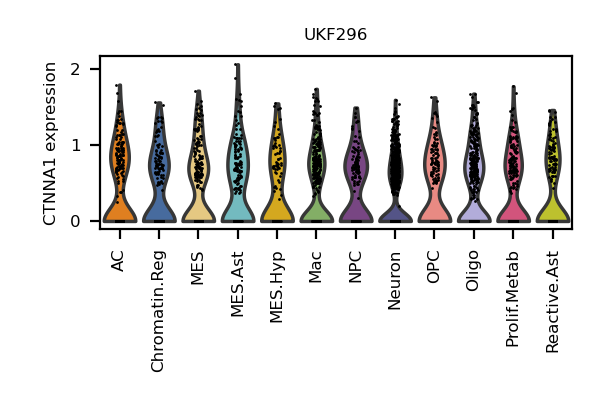 UKF296
CTNNA1 expression
2
1
0
AC
Chromatin.Reg
MES
MES.Ast
MES.Hyp
Mac
NPC
Neuron
OPC
Oligo
Prolif.Metab
Reactive.Ast